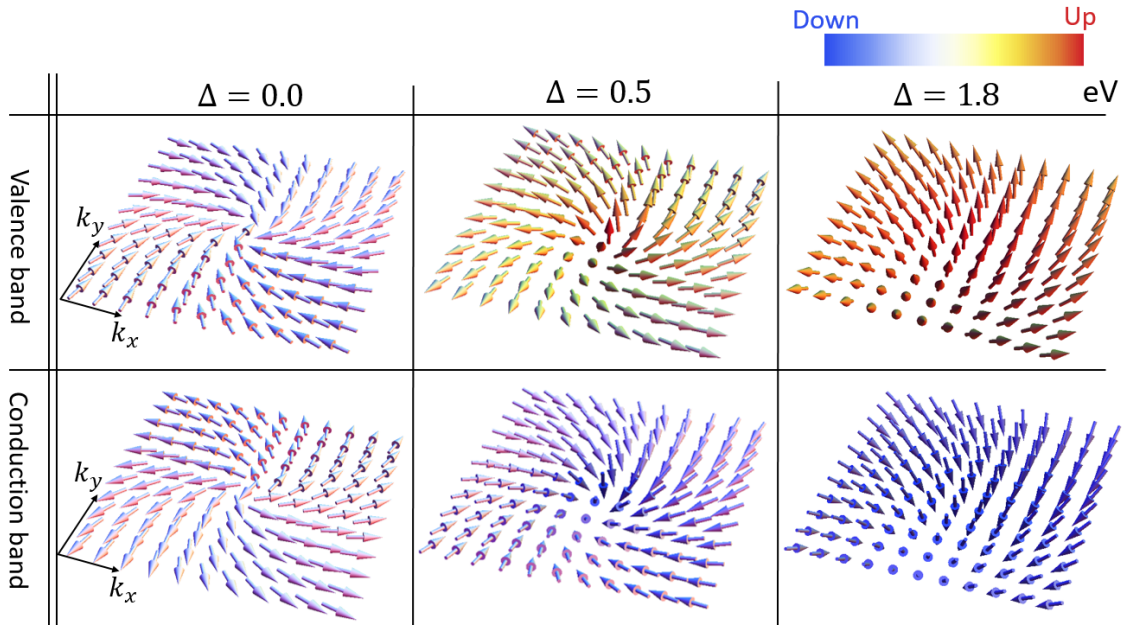 Down Up
Δ = 0.0 Δ = 0.5 Δ = 1.8 eV
Valence band
k_y
k_x
Conduction band
k_y
k_x